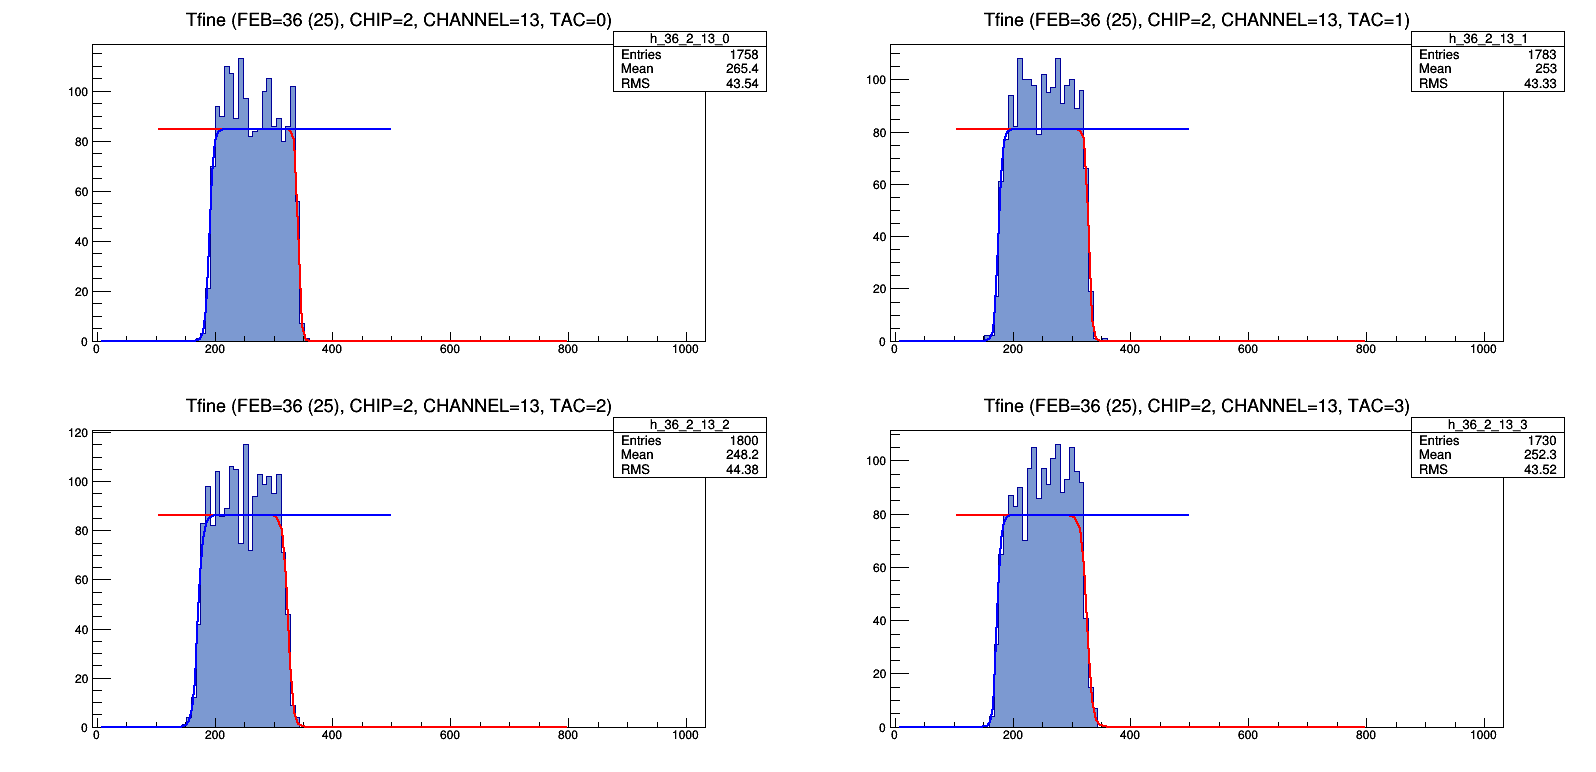 Tfine (FEB=36 (25), CHIP=2, CHANNEL=13, TAC=0)
h_36_2_13_0
Entries 1758
Mean 265.4
RMS 43.54
100
80
60
40
20
0
0 200 400 600 800 1000
Tfine (FEB=36 (25), CHIP=2, CHANNEL=13, TAC=1)
h_36_2_13_1
Entries 1783
Mean 253
RMS 43.33
100
80
60
40
20
0
0 200 400 600 800 1000
Tfine (FEB=36 (25), CHIP=2, CHANNEL=13, TAC=2)
h_36_2_13_2
Entries 1800
Mean 248.2
RMS 44.38
120
100
80
60
40
20
0
0 200 400 600 800 1000
Tfine (FEB=36 (25), CHIP=2, CHANNEL=13, TAC=3)
h_36_2_13_3
Entries 1730
Mean 252.3
RMS 43.52
100
80
60
40
20
0
0 200 400 600 800 1000